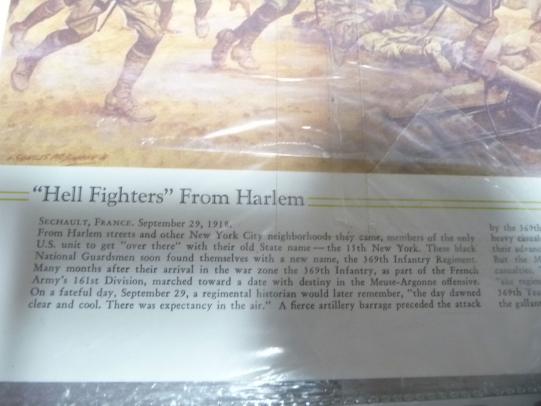 "Hell Fighters" From Harlem
SECHAULT, FRANCE. September 29, 1918.
From Harlem streets and other New York City neighborhoods they came, members of the only
U.S. unit to get "over there" with their old State name — the 15th New York. These black
National Guardsmen soon found themselves with a new name, the 369th Infantry Regiment.
Many months after their arrival in the war zone the 369th Infantry, as part of the French
Army's 161st Division, marched toward a date with destiny in the Meuse-Argonne offensive.
On a fateful day, September 29, a regimental historian would later remember, "the day dawned
clear and cool. There was expectancy in the air." A fierce artillery barrage preceded the attack
by the 369th
heavy
their
But the
casualties.
369th
the gallant